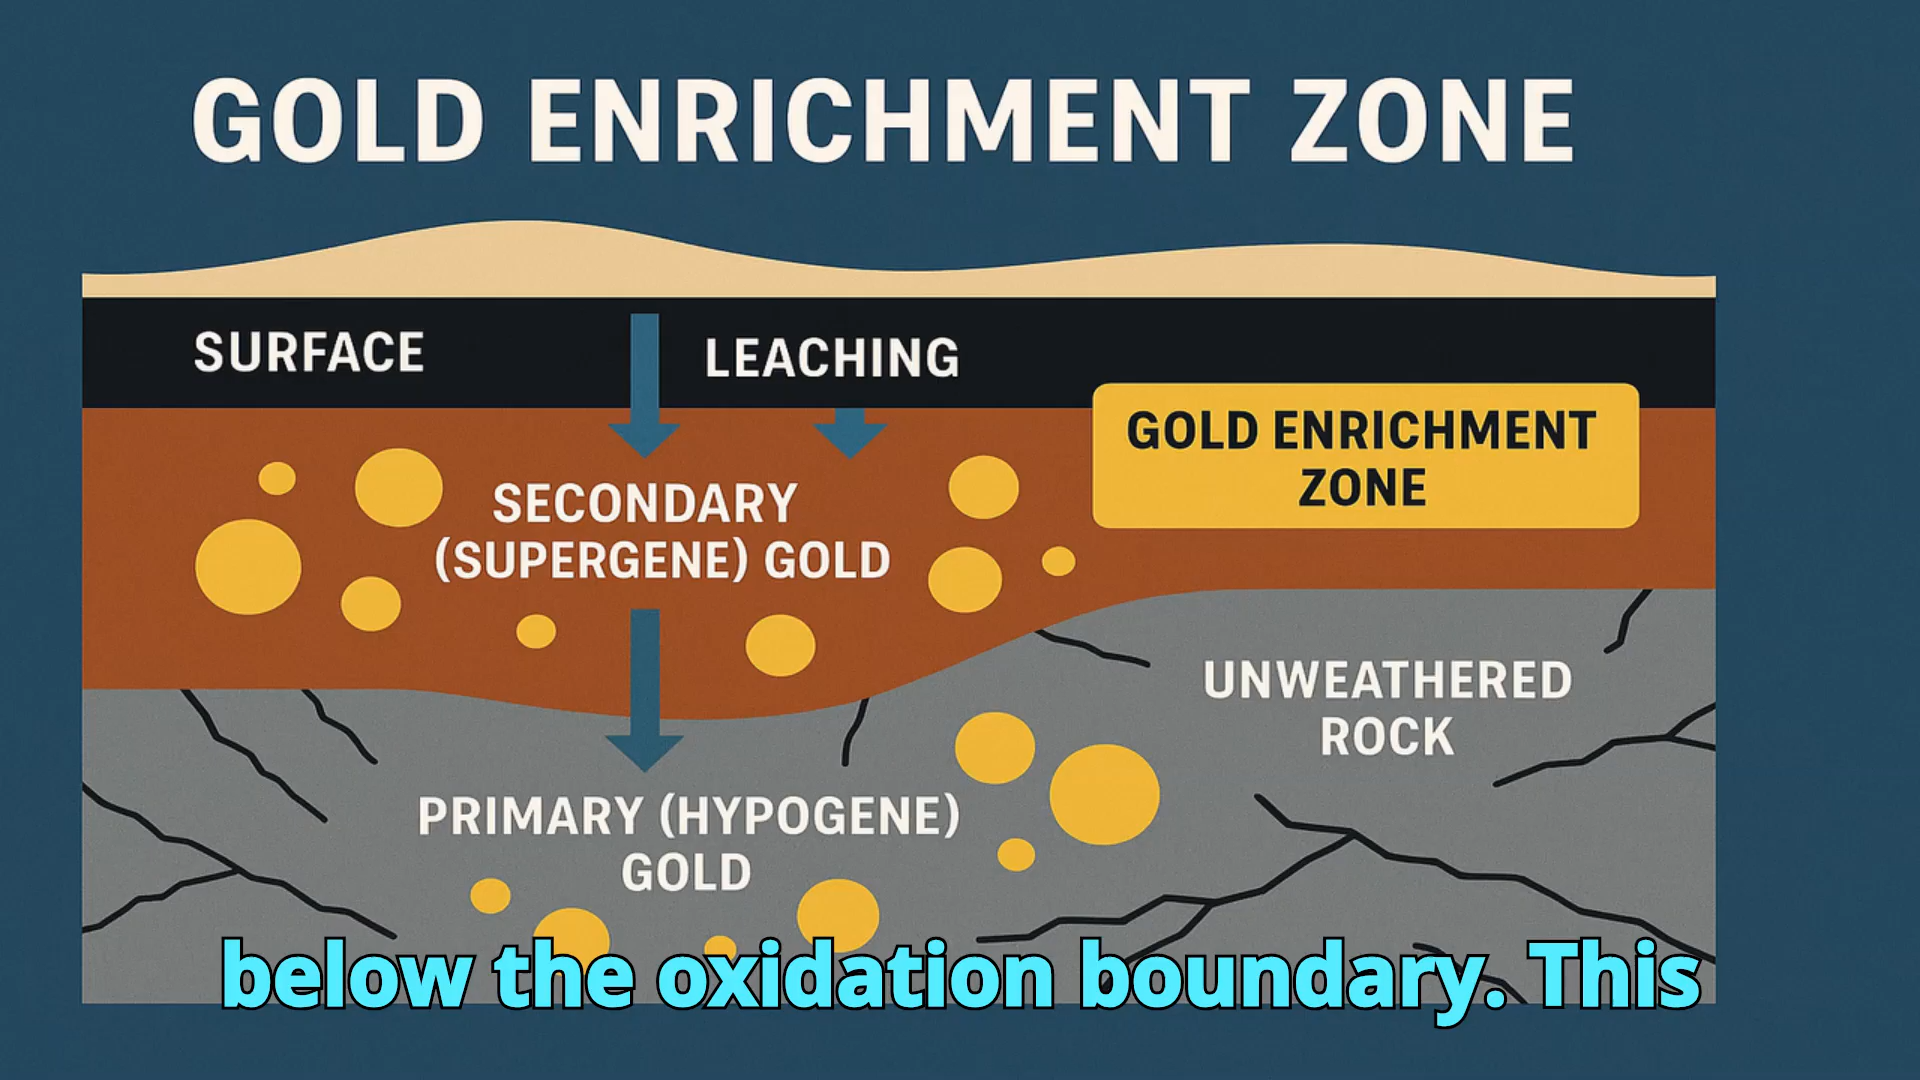 GOLD ENRICHMENT ZONE
SURFACE
LEACHING
GOLD ENRICHMENT
ZONE
SECONDARY
(SUPERGENE) GOLD
UNWEATHERED
ROCK
PRIMARY (HYPOGENE)
GOLD
below the oxidation boundary. This